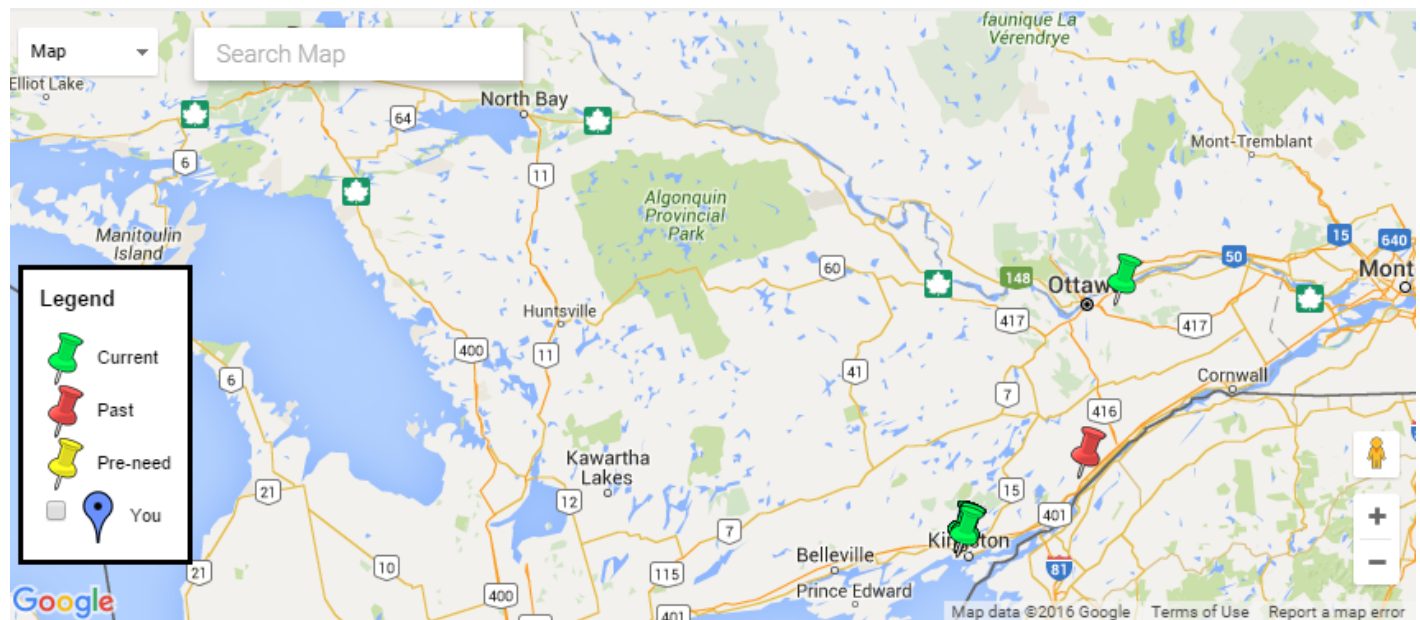 faunique La
Vérendrye
Map
Search Map
Elliot Lake
North Bay
64
Mont-Tremblant
6
11
Algonquin
Provincial
Park
Manitoulin
Island
15
640
50
60
148
Ottaw
Mont
Legend
Huntsville
417
417
Current
400
11
41
6
Cornwall
7
Past
416
Kawartha
Lakes
Pre-need
21
12
15
You
401
7
Kingston
Belleville
81
21
10
115
Prince Edward
400
401
Google
Map data ©2016 Google
Terms of Use
Report a map error